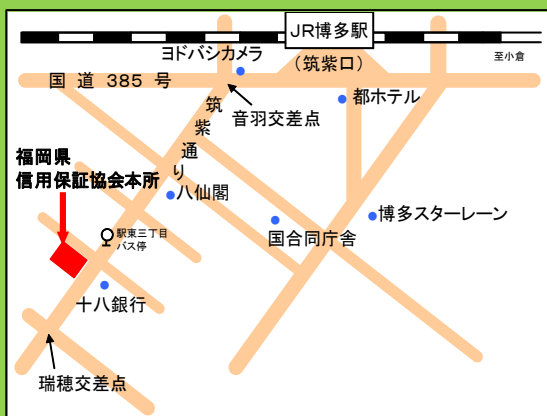 JR博多駅
ヨドバシカメラ
(筑紫口)
至小倉
国道 385 号
都ホテル
音羽交差点
筑紫通り
福岡県
信用保証協会本所
八仙閣
博多スターレーン
駅東三丁目
バス停
国合同庁舎
十八銀行
瑞穂交差点